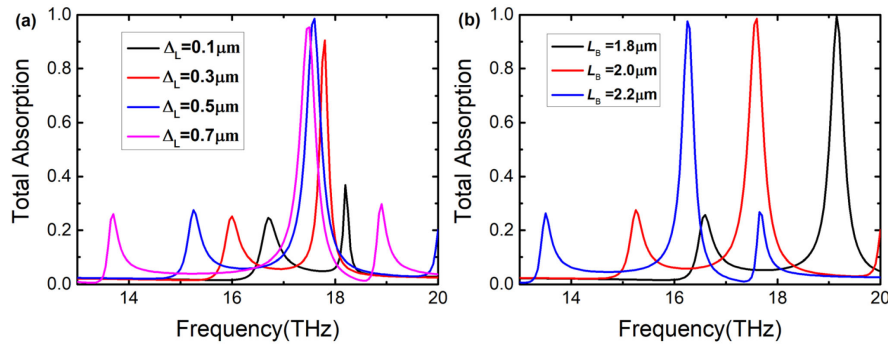 (a)
Total Absorption
1.0
0.8
0.6
0.4
0.2
0.0
ΔL=0.1μm
ΔL=0.3μm
ΔL=0.5μm
ΔL=0.7μm
14 16 18 20
Frequency(THz)
(b)
Total Absorption
1.0
0.8
0.6
0.4
0.2
0.0
LB =1.8μm
LB =2.0μm
LB =2.2μm
14 16 18 20
Frequency(THz)